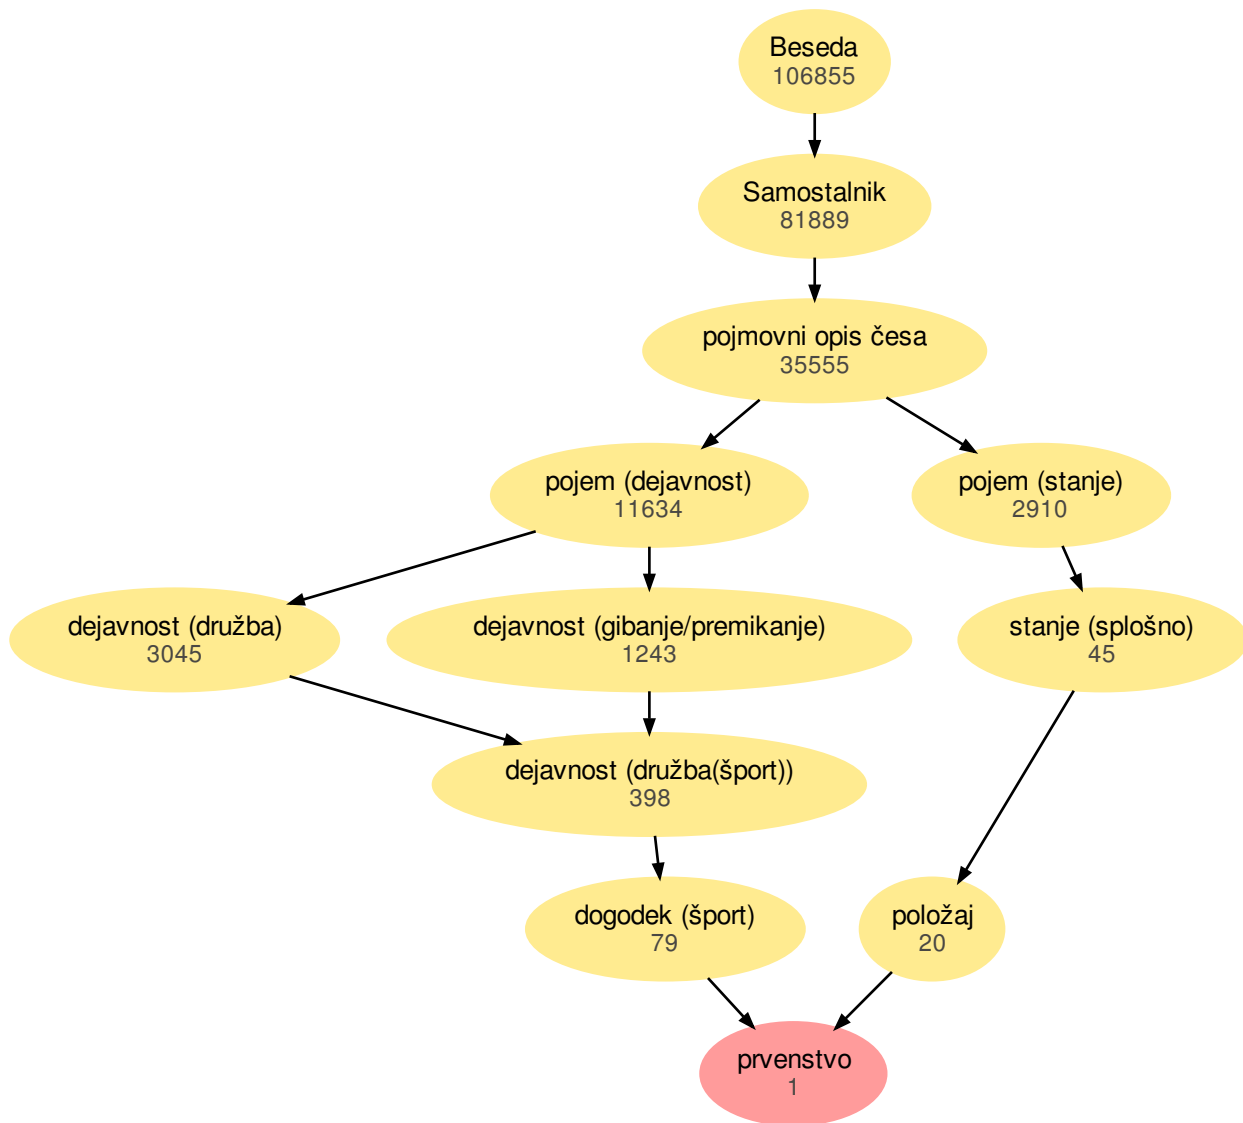 Beseda
106855
Samostalnik
81889
pojmovni opis česa
35555
pojem (dejavnost)
11634
pojem (stanje)
2910
dejavnost (družba)
3045
dejavnost (gibanje/premikanje)
1243
stanje (splošno)
45
dejavnost (družba(šport))
398
dogodek (šport)
79
položaj
20
prvenstvo
1